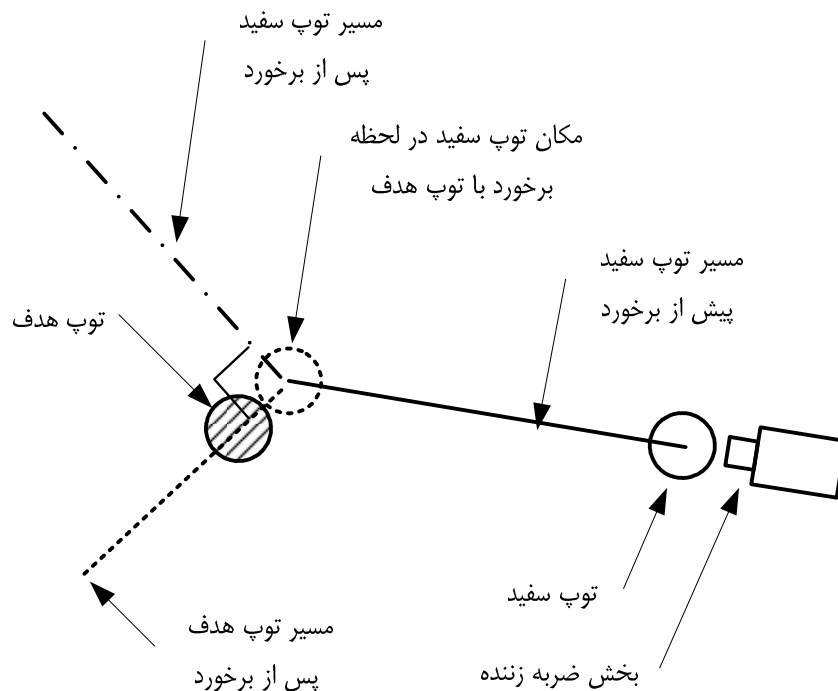 مسیر توپ سفید
پس از برخورد
مکان توپ سفید در لحظه
برخورد با توپ هدف
مسیر توپ سفید
پیش از برخورد
توپ هدف
توپ سفید
مسیر توپ هدف
پس از برخورد
بخش ضربه زننده